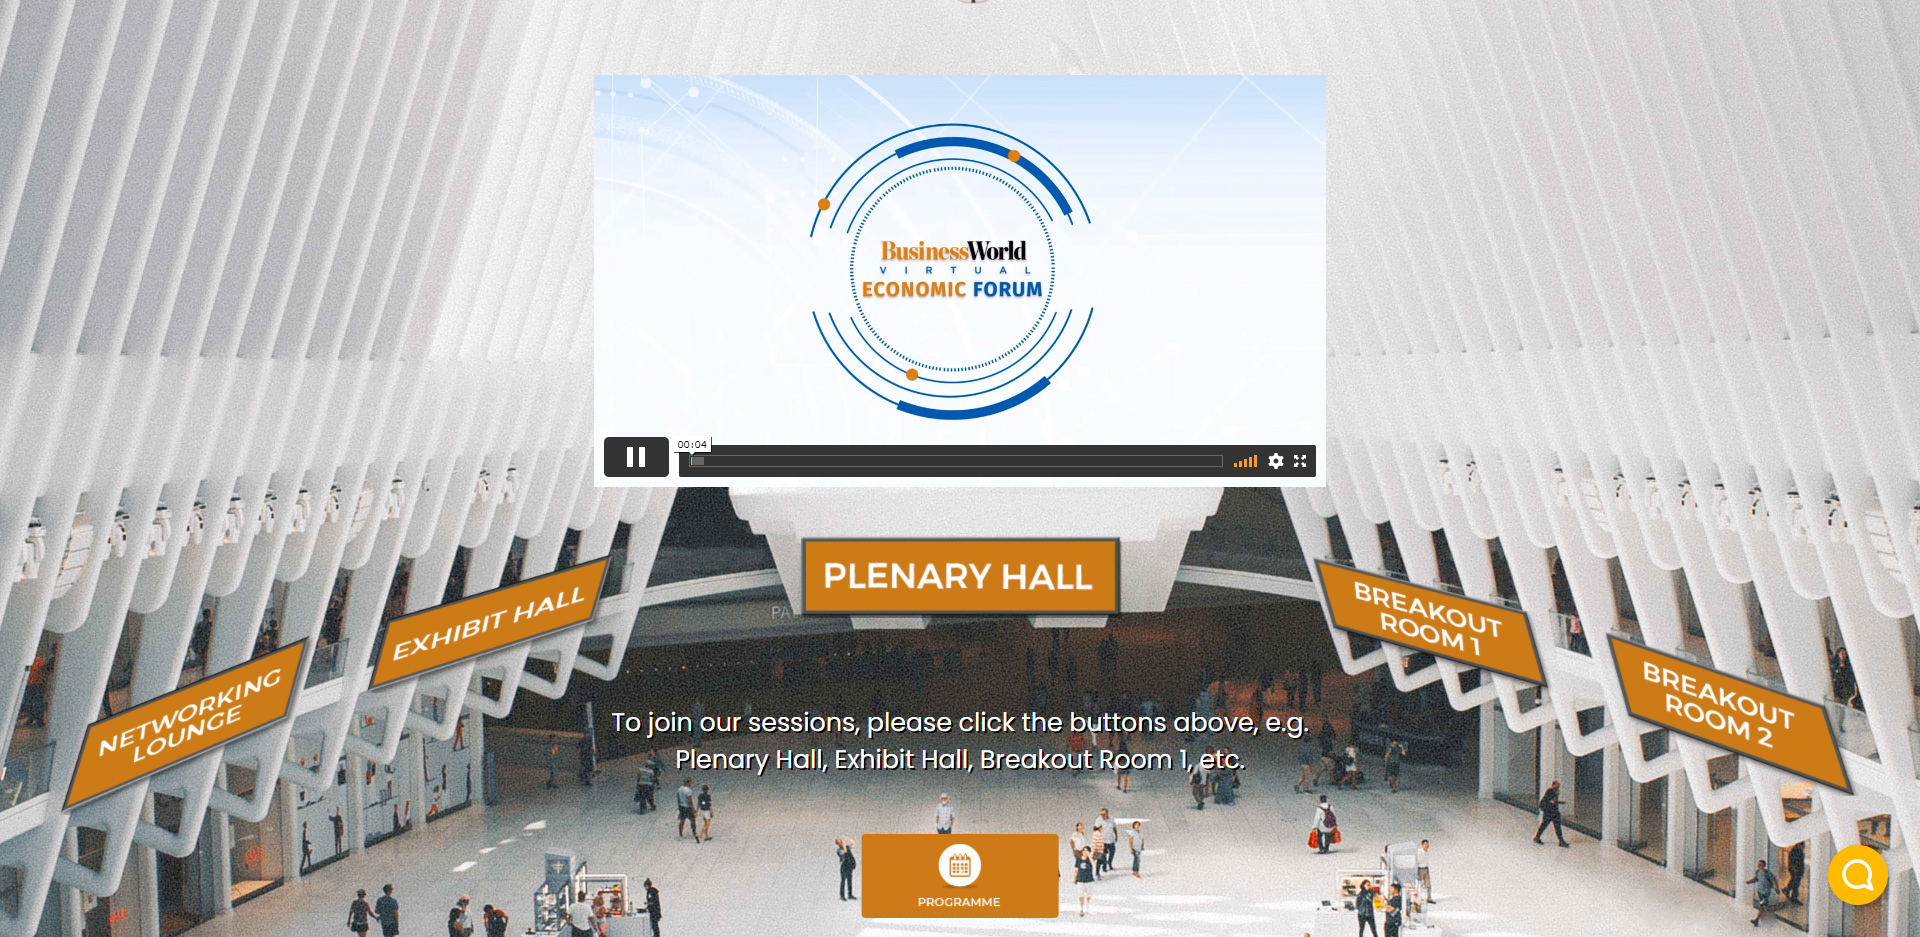 BusinessWorld
VIRTUAL
ECONOMIC FORUM
00:04
PLENARY HALL
EXHIBIT HALL
NETWORKING
LOUNGE
BREAKOUT
ROOM 1
BREAKOUT
ROOM 2
PA
To join our sessions, please click the buttons above, e.g.
Plenary Hall, Exhibit Hall, Breakout Room 1, etc.
PROGRAMME